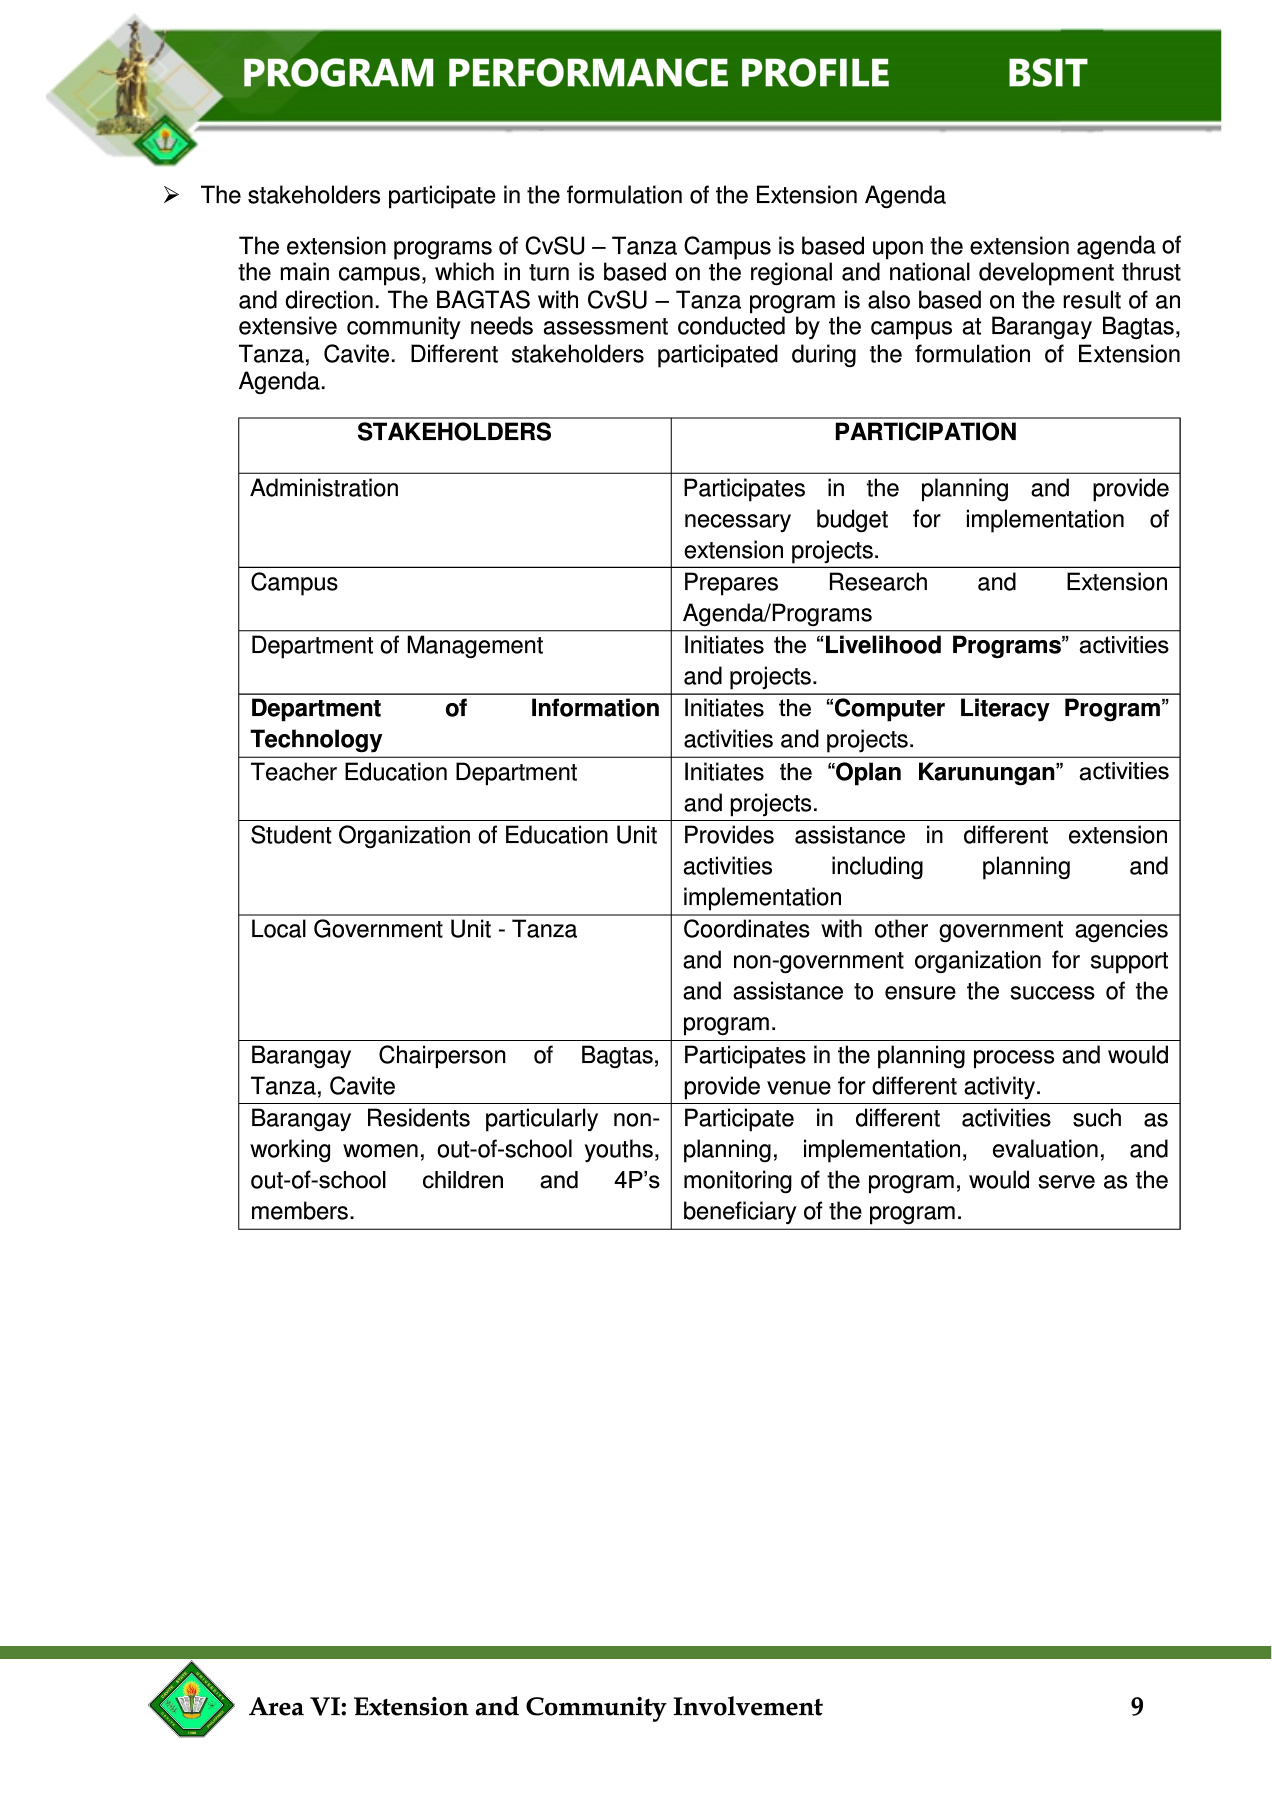 PROGRAM PERFORMANCE PROFILE BSIT
➢ The stakeholders participate in the formulation of the Extension Agenda
The extension programs of CvSU – Tanza Campus is based upon the extension agenda of
the main campus, which in turn is based on the regional and national development thrust
and direction. The BAGTAS with CvSU – Tanza program is also based on the result of an
extensive community needs assessment conducted by the campus at Barangay Bagtas,
Tanza, Cavite. Different stakeholders participated during the formulation of Extension
Agenda.
STAKEHOLDERS
PARTICIPATION
Administration
Participates in the planning and provide
necessary budget for implementation of
extension projects.
Campus
Prepares Research and Extension
Agenda/Programs
Department of Management
Initiates the “Livelihood Programs” activities
and projects.
Department of Information
Technology
Initiates the “Computer Literacy Program”
activities and projects.
Teacher Education Department
Initiates the “Oplan Karunungan” activities
and projects.
Student Organization of Education Unit
Provides assistance in different extension
activities including planning and
implementation
Local Government Unit - Tanza
Coordinates with other government agencies
and non-government organization for support
and assistance to ensure the success of the
program.
Barangay Chairperson of Bagtas,
Tanza, Cavite
Participates in the planning process and would
provide venue for different activity.
Barangay Residents particularly non-
working women, out-of-school youths,
out-of-school children and 4P’s
members.
Participate in different activities such as
planning, implementation, evaluation, and
monitoring of the program, would serve as the
beneficiary of the program.
Area VI: Extension and Community Involvement 9